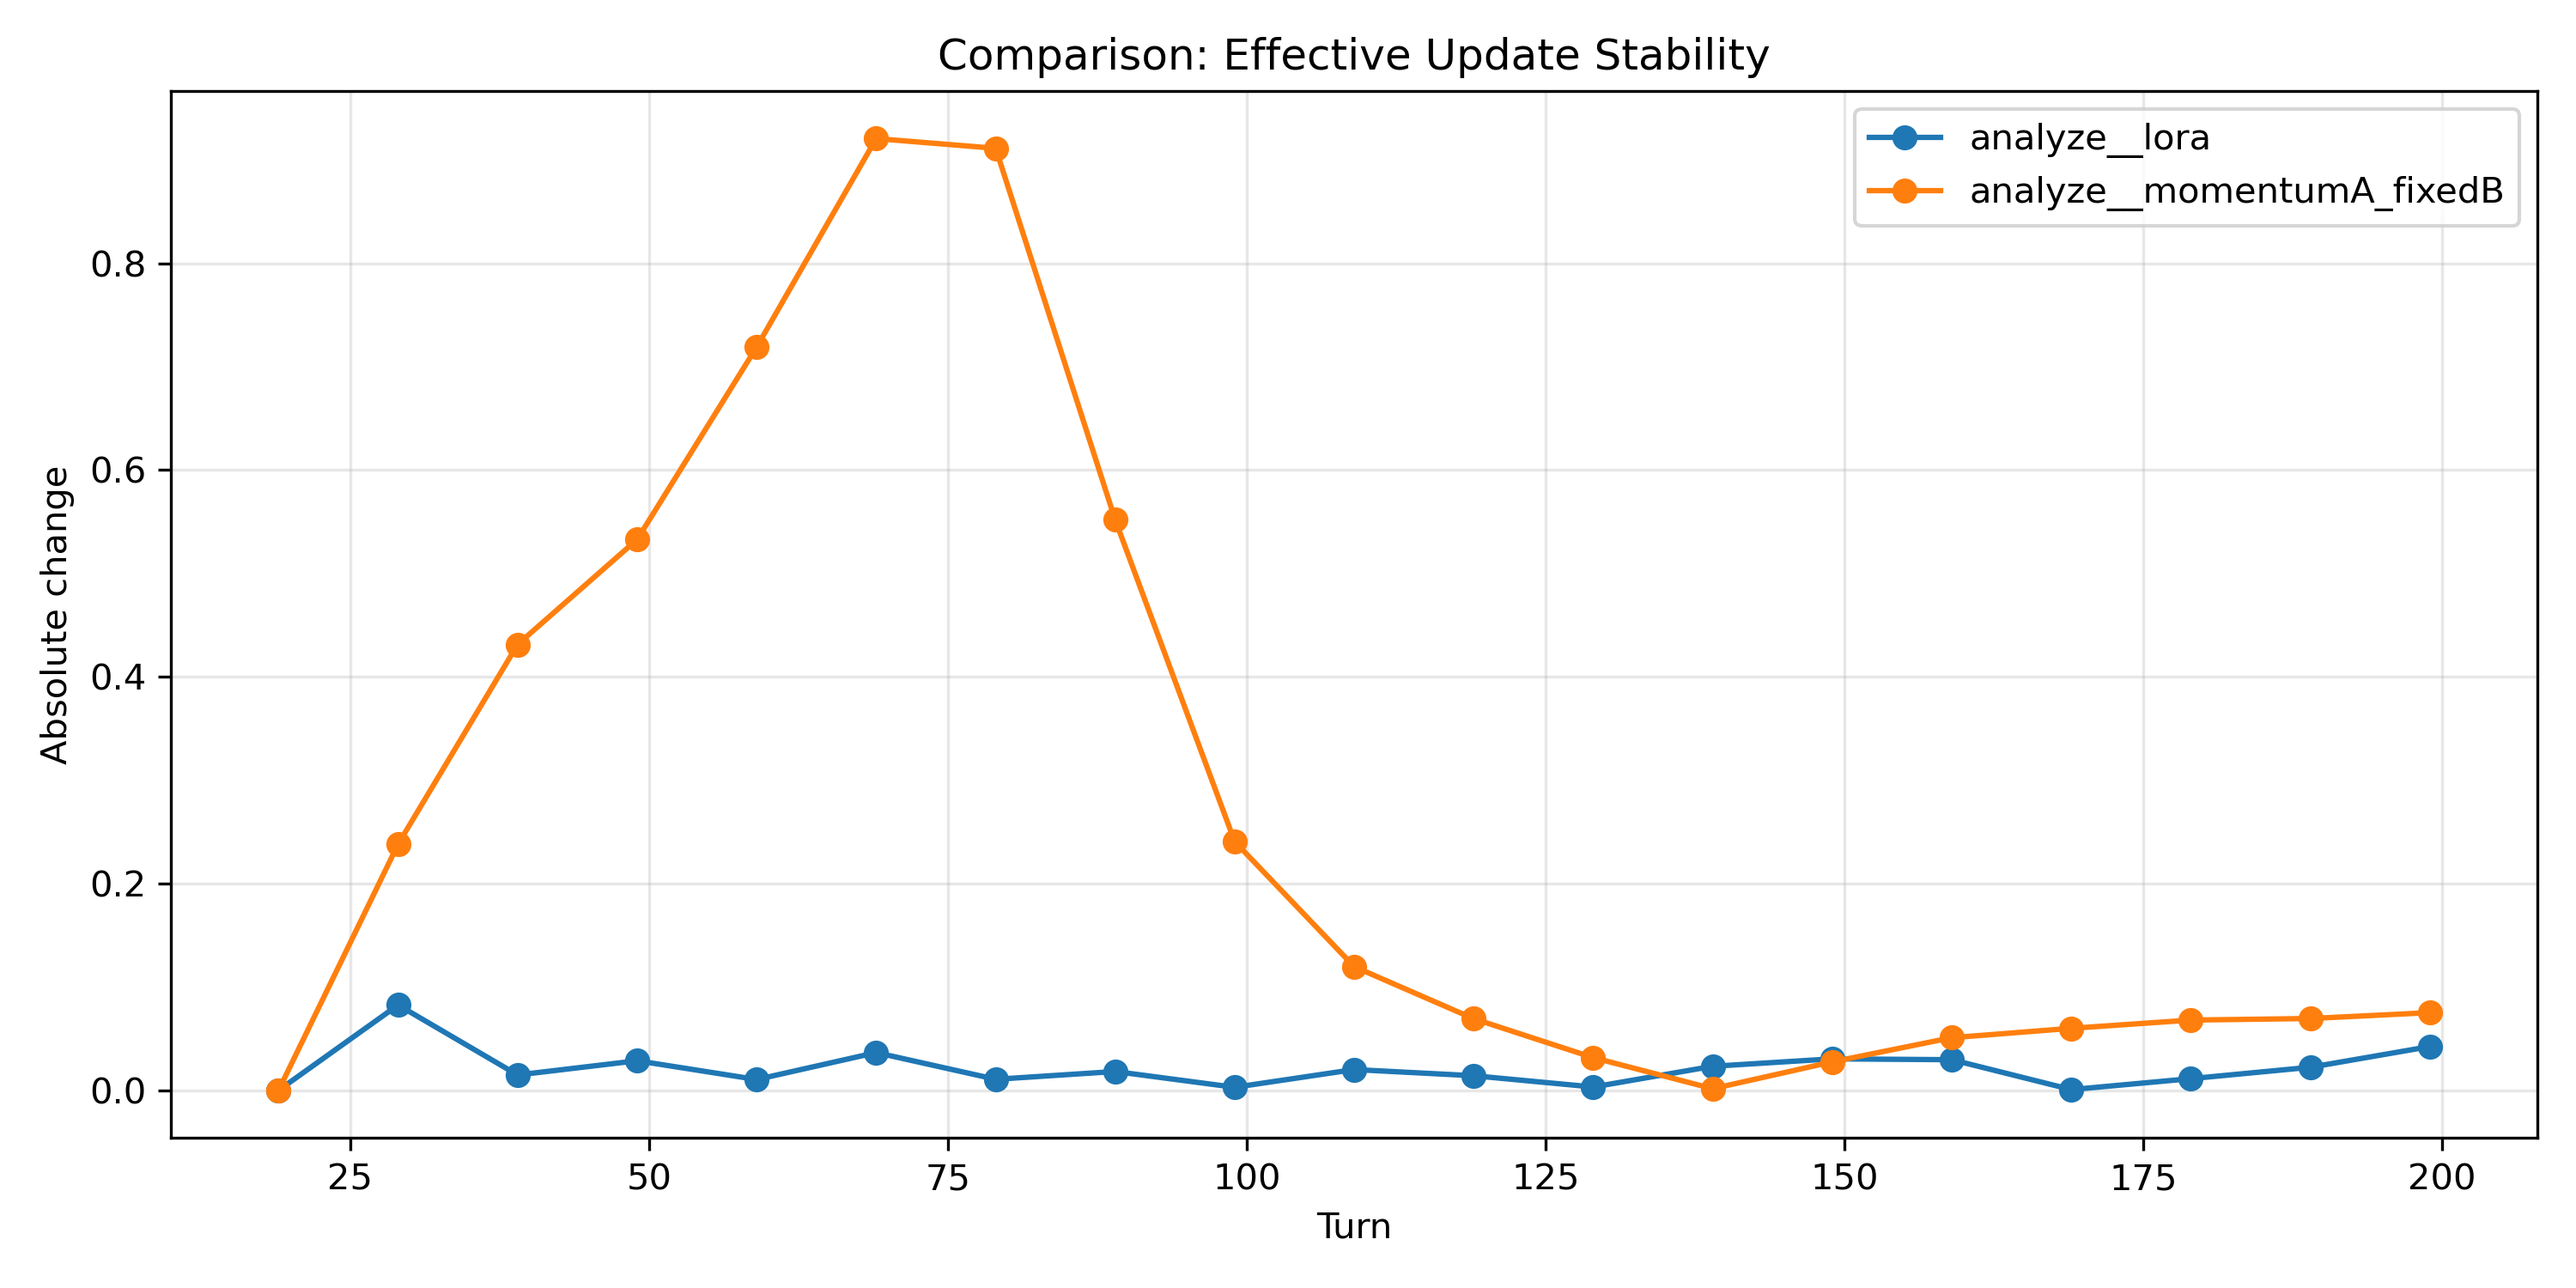 Comparison: Effective Update Stability
analyze__lora
analyze__momentumA_fixedB
Absolute change
0.8
0.6
0.4
0.2
0.0
25 50 75 100 125 150 175 200
Turn